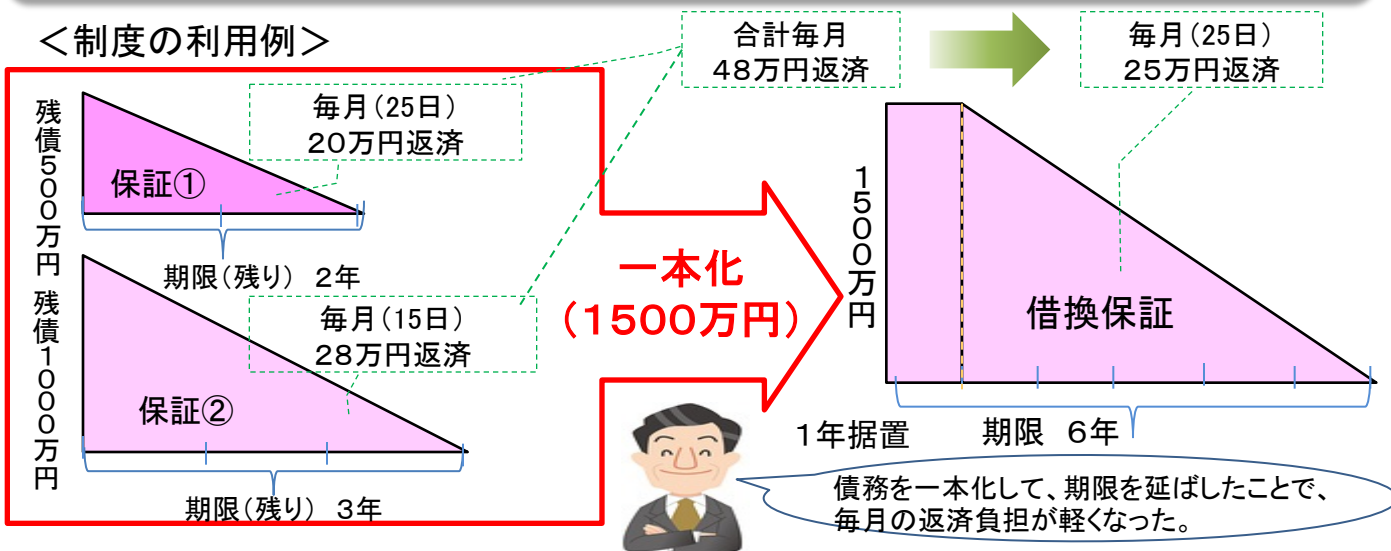 ＜制度の利用例＞
合計毎月
48万円返済
毎月(25日)
25万円返済
残債500万円
毎月(25日)
20万円返済
保証①
期限(残り) 2年
残債1000万円
毎月(15日)
28万円返済
保証②
期限(残り) 3年
一本化
(1500万円)
1500万円
借換保証
1年据置
期限 6年
債務を一本化して、期限を延ばしたことで、
毎月の返済負担が軽くなった。